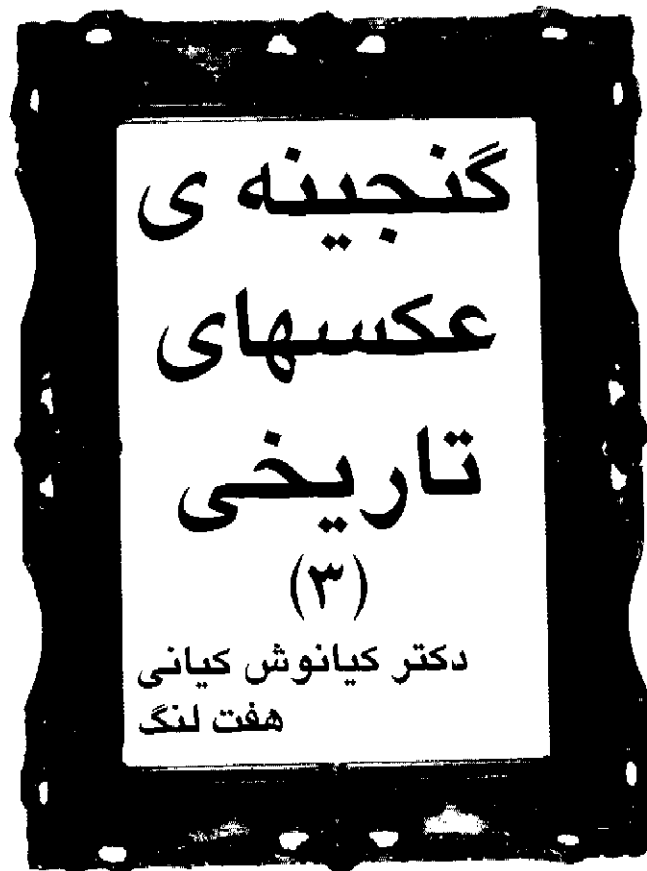 گنجینه ی
عکسهای
تاریخی
(۳)
دکتر کیانوش کیانی
هفت لنگ